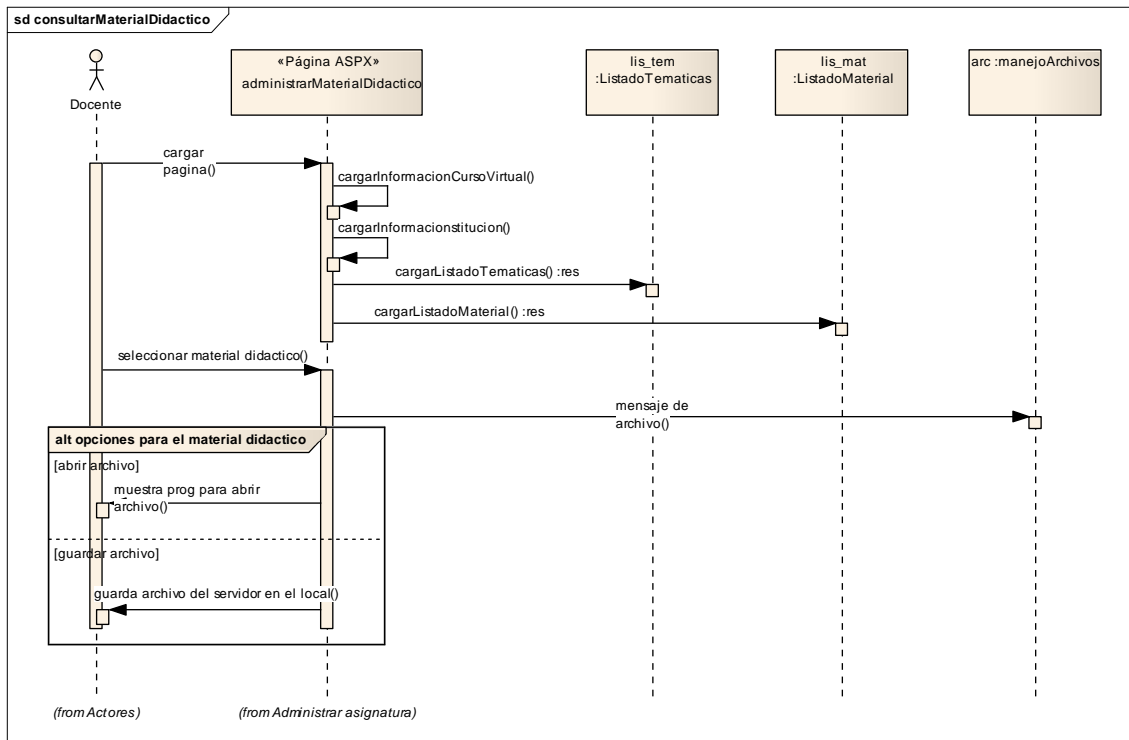 sd consultarMaterialDidactico
Docente
«Página ASPX»
administrarMaterialDidactico
lis_tem
:ListadoTematicas
lis_mat
:ListadoMaterial
arc :manejoArchivos
cargar
pagina()
cargarInformacionCursoVirtual()
cargarInformacionstitucion()
cargarListadoTematicas() :res
cargarListadoMaterial() :res
seleccionar material didactico()
mensaje de
archivo()
alt opciones para el material didactico
[abrir archivo]
muestra prog para abrir
archivo()
[guardar archivo]
guarda archivo del servidor en el local()
(from Actores)
(from Administrar asignatura)